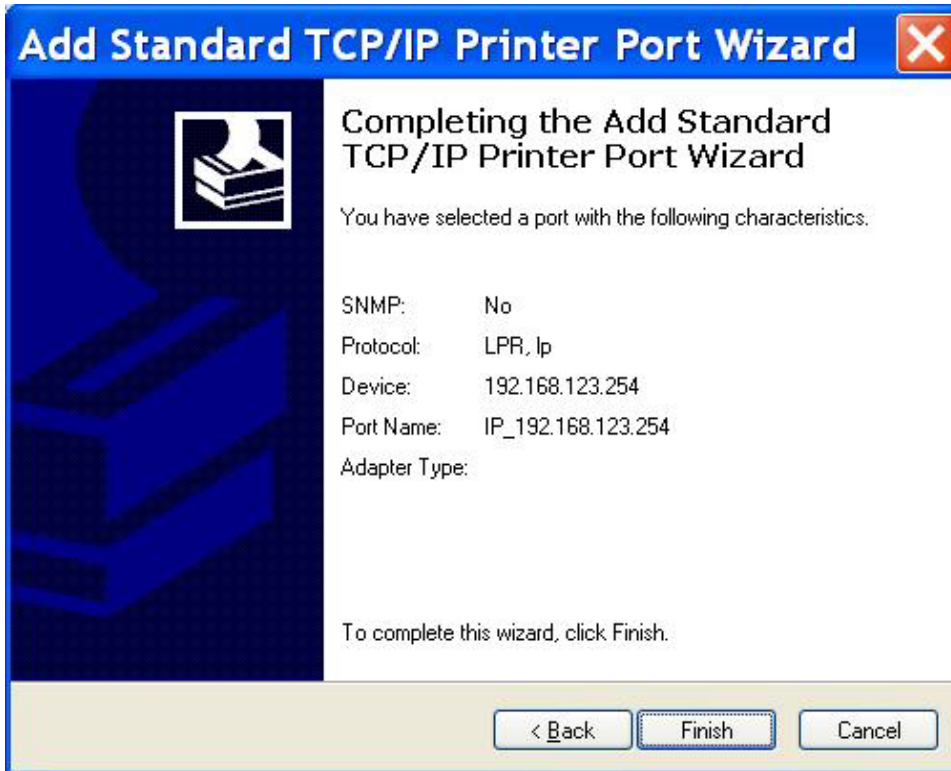 Add Standard TCP/IP Printer Port Wizard
Completing the Add Standard
TCP/IP Printer Port Wizard
You have selected a port with the following characteristics.
SNMP: No
Protocol: LPR, lp
Device: 192.168.123.254
Port Name: IP_192.168.123.254
Adapter Type:
To complete this wizard, click Finish.
< Back Finish Cancel